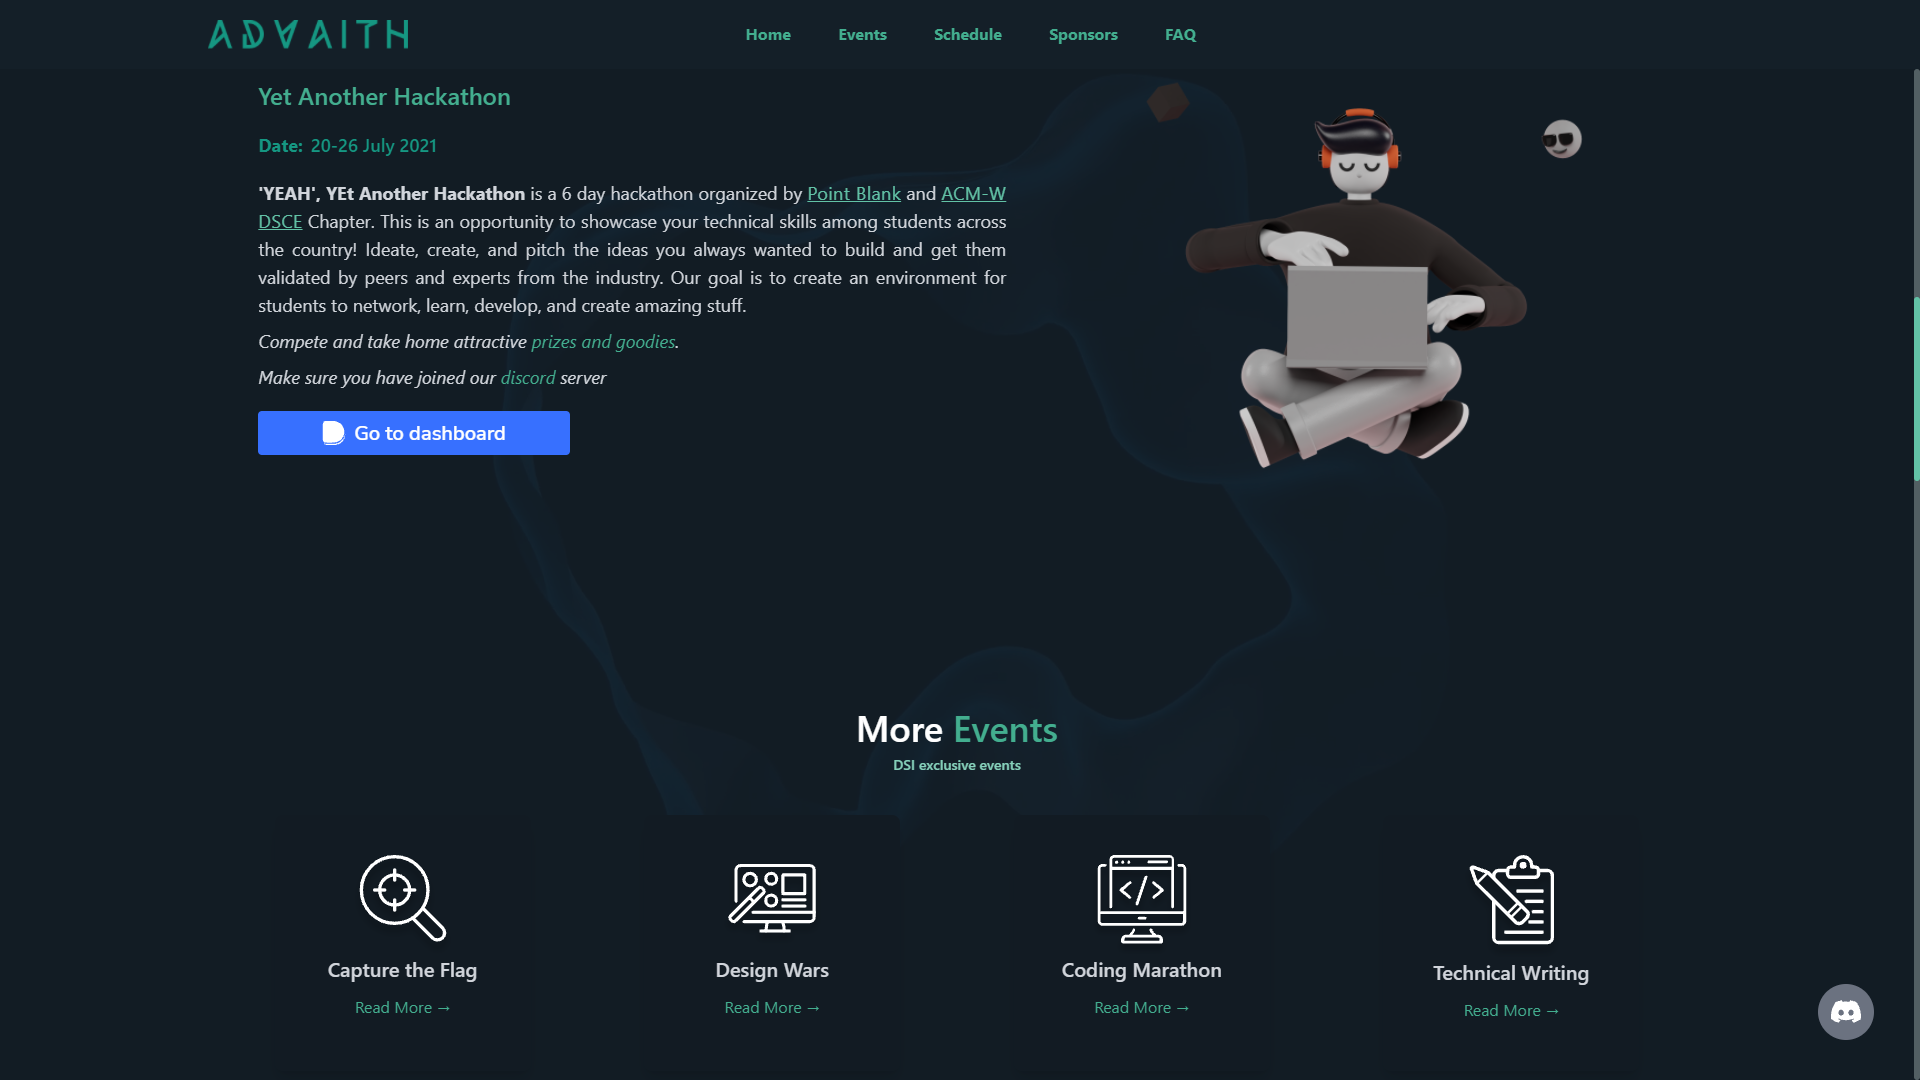 ADVAITH
Home Events Schedule Sponsors FAQ
Yet Another Hackathon
Date: 20-26 July 2021
'YEAH', YEt Another Hackathon is a 6 day hackathon organized by Point Blank and ACM-W
DSCE Chapter. This is an opportunity to showcase your technical skills among students across
the country! Ideate, create, and pitch the ideas you always wanted to build and get them
validated by peers and experts from the industry. Our goal is to create an environment for
students to network, learn, develop, and create amazing stuff.
Compete and take home attractive prizes and goodies.
Make sure you have joined our discord server
Go to dashboard
More Events
DSI exclusive events
Capture the Flag
Read More →
Design Wars
Read More →
Coding Marathon
Read More →
Technical Writing
Read More →